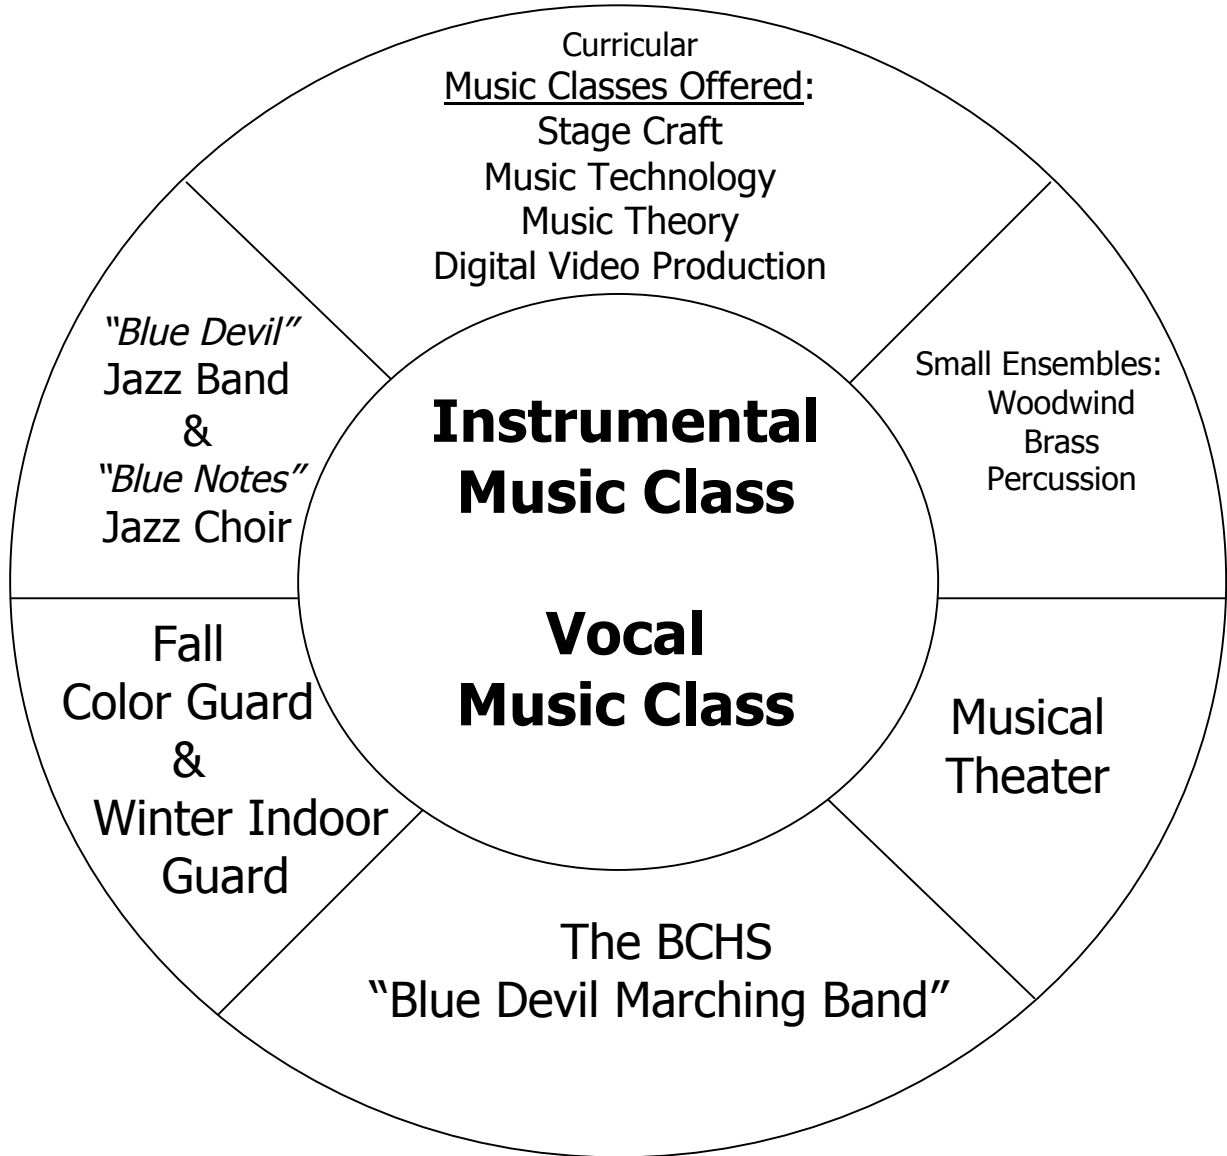 Curricular
Music Classes Offered:
Stage Craft
Music Technology
Music Theory
Digital Video Production
“Blue Devil”
Jazz Band
&
“Blue Notes”
Jazz Choir
Instrumental
Music Class
Vocal
Music Class
Small Ensembles:
Woodwind
Brass
Percussion
Fall
Color Guard
&
Winter Indoor
Guard
Musical
Theater
The BCHS
“Blue Devil Marching Band”